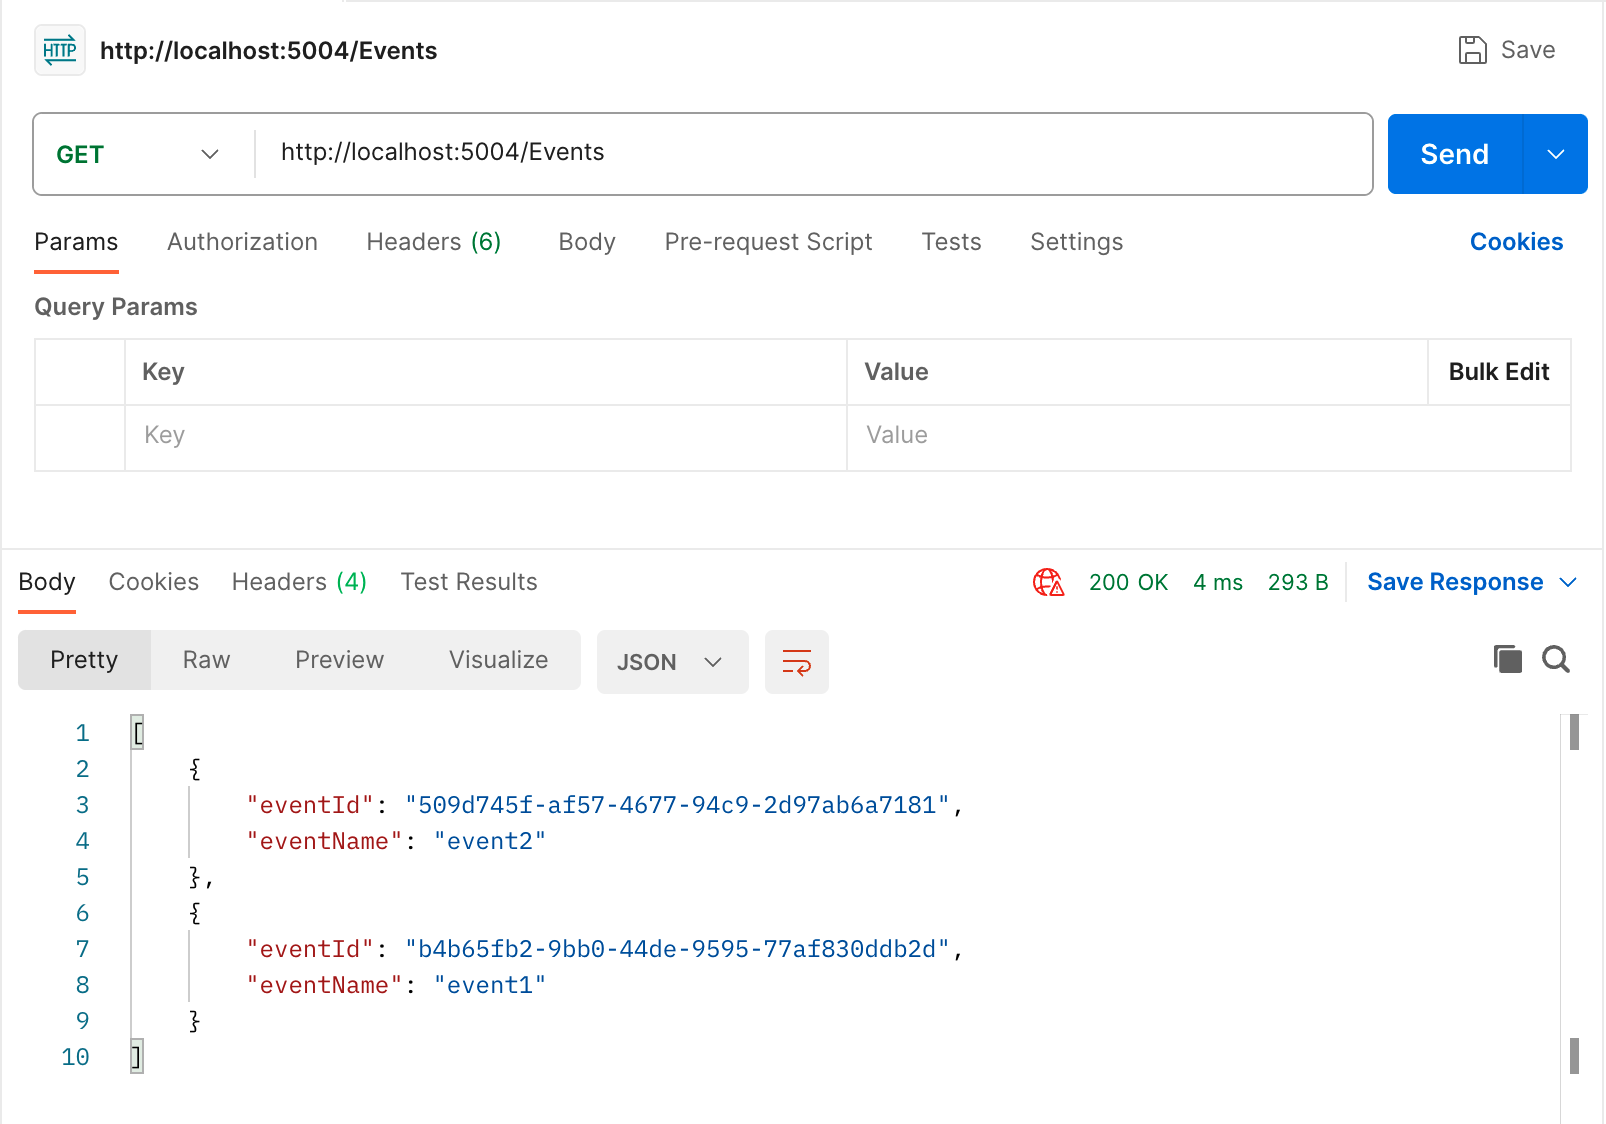 HTTP http://localhost:5004/Events Save
GET http://localhost:5004/Events Send
Params Authorization Headers (6) Body Pre-request Script Tests Settings Cookies
Query Params
Key Value Bulk Edit
Key Value
Body Cookies Headers (4) Test Results 200 OK 4 ms 293 B Save Response
Pretty Raw Preview Visualize JSON
1 [
2 {
3 "eventId": "509d745f-af57-4677-94c9-2d97ab6a7181",
4 "eventName": "event2"
5 },
6 {
7 "eventId": "b4b65fb2-9bb0-44de-9595-77af830ddb2d",
8 "eventName": "event1"
9 }
10 ]